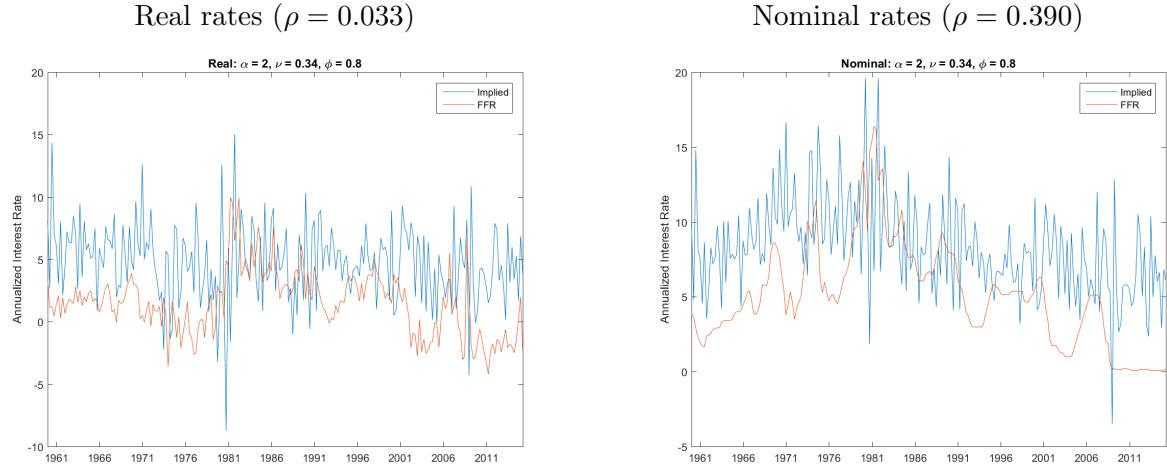 Real rates (ρ = 0.033)
Real: α = 2, ν = 0.34, ϕ = 0.8
Implied
FFR
Annualized Interest Rate
20
15
10
5
0
-5
-10
1961 1966 1971 1976 1981 1986 1991 1996 2001 2006 2011
Nominal rates (ρ = 0.390)
Nominal: α = 2, ν = 0.34, ϕ = 0.8
Implied
FFR
Annualized Interest Rate
20
15
10
5
0
-5
1961 1966 1971 1976 1981 1986 1991 1996 2001 2006 2011